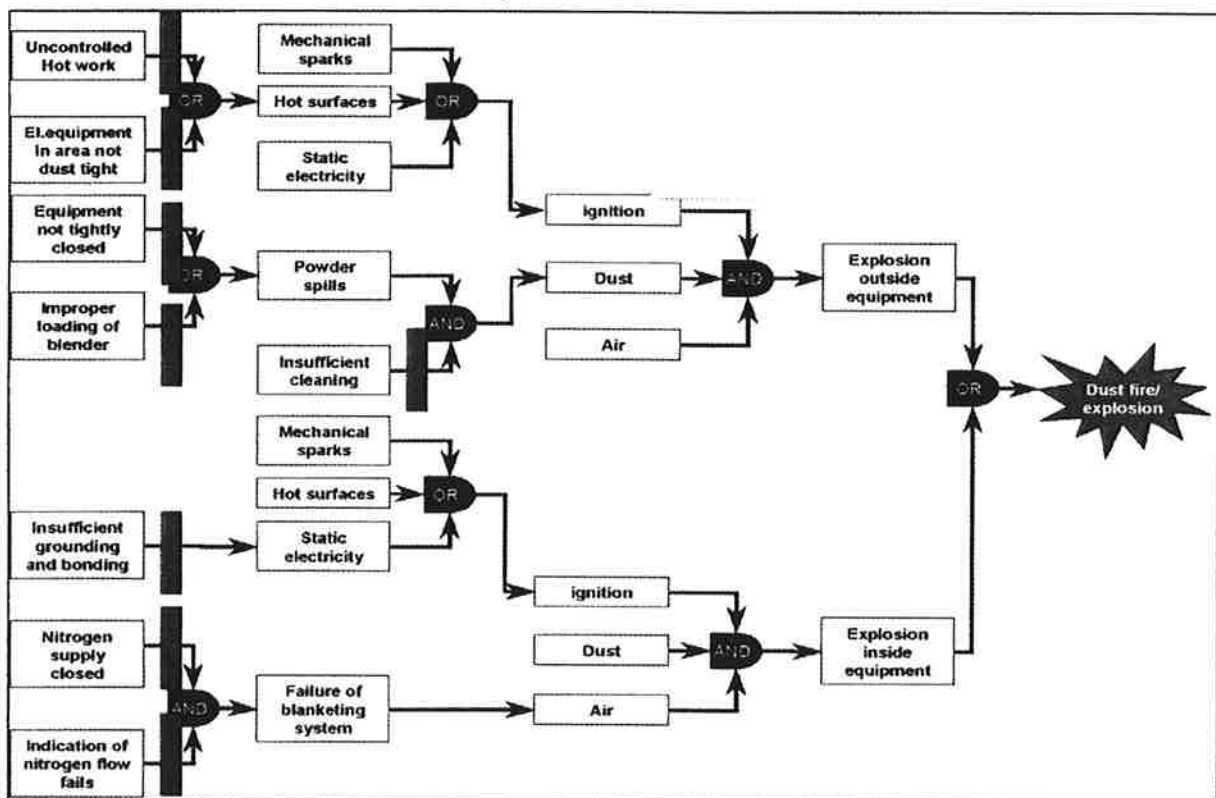 Uncontrolled
Hot work
OR
El.equipment
In area not
dust tight
Mechanical
sparks
Hot surfaces
OR
Static
electricity
Equipment
not tightly
closed
OR
Improper
loading of
blender
Powder
spills
AND
Insufficient
cleaning
ignition
Dust
AND
Air
Explosion
outside
equipment
OR
Dust fire/
explosion
Mechanical
sparks
Hot surfaces
OR
Insufficient
grounding
and bonding
Static
electricity
ignition
Dust
AND
Air
Explosion
inside
equipment
Nitrogen
supply
closed
AND
Indication of
nitrogen flow
fails
Failure of
blanketing
system